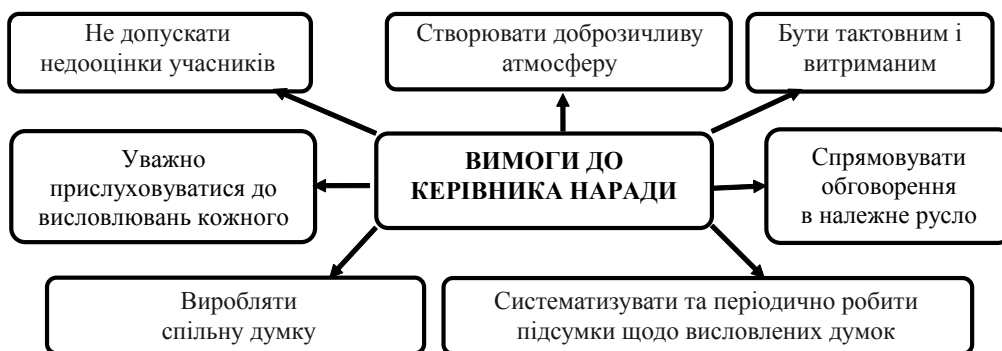 Не допускати
недооцінки учасників
Створювати доброзичливу
атмосферу
Бути тактовним і
витриманим
Уважно
прислуховуватися до
висловлювань кожного
ВИМОГИ ДО
КЕРІВНИКА НАРАДИ
Спрямовувати
обговорення
в належне русло
Виробляти
спільну думку
Систематизувати та періодично робити
підсумки щодо висловлених думок